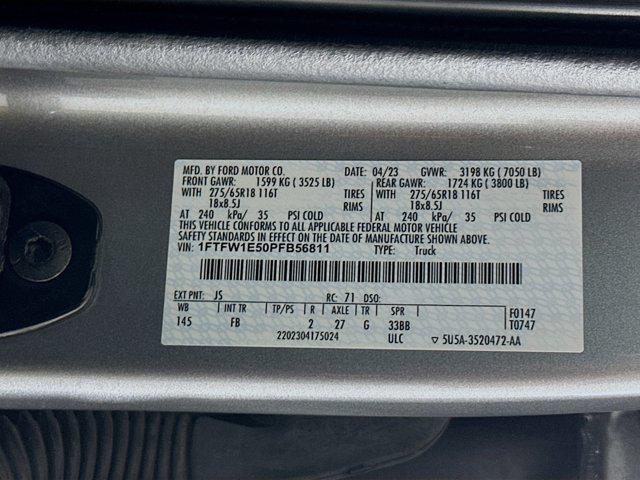 MFD. BY FORD MOTOR CO. DATE: 04/23 GVWR: 3198 KG ( 7050 LB)
FRONT GAWR: 1599 KG ( 3525 LB) REAR GAWR: 1724 KG ( 3800 LB)
WITH 275/65R18 116T TIRES WITH 275/65R18 116T TIRES
18x8.5J RIMS 18x8.5J RIMS
AT 240 kPa/ 35 PSI COLD AT 240 kPa/ 35 PSI COLD
THIS VEHICLE CONFORMS TO ALL APPLICABLE FEDERAL MOTOR VEHICLE
SAFETY STANDARDS IN EFFECT ON THE DATE OF MANUFACTURE SHOWN ABOVE.
VIN: 1FTFW1E50PFB56811 TYPE: Truck
EXT PNT: JS RC: 71 DSO:
WB INT TR TP/PS R AXLE TR SPR F0147
145 FB 2 27 G 33BB T0747
2202304175024 ULC ▽ 5U5A-3520472-AA